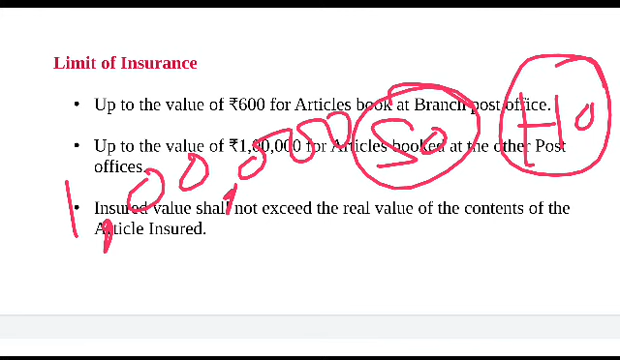 Limit of Insurance
• Up to the value of ₹600 for Articles book at Branch post office.
• Up to the value of ₹1,00,000 for Articles booked at the other Post
offices.
• Insured value shall not exceed the real value of the contents of the
Article Insured.
SO
HO
1,00,000